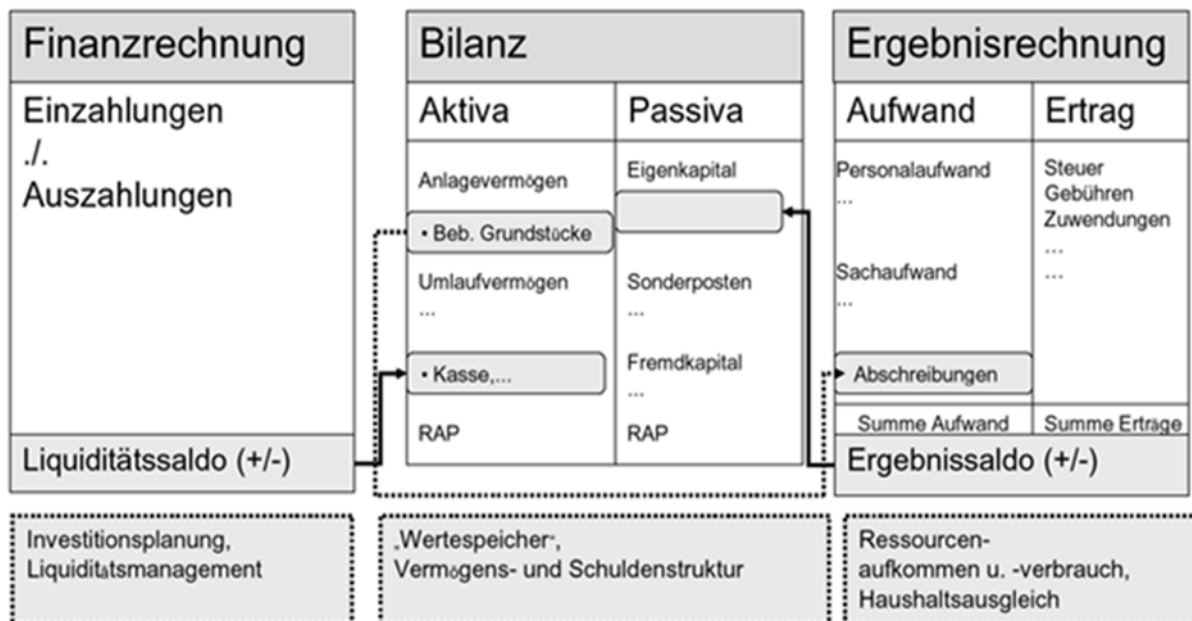 Finanzrechnung
Einzahlungen
./.
Auszahlungen
Liquiditätssaldo (+/-)
Investitionsplanung,
Liquiditätsmanagement
Bilanz
Aktiva
Passiva
Anlagevermögen
• Beb. Grundstücke
Umlaufvermögen
...
• Kasse,...
RAP
Eigenkapital
Sonderposten
...
Fremdkapital
...
RAP
„Wertespeicher“,
Vermögens- und Schuldenstruktur
Ergebnisrechnung
Aufwand
Ertrag
Personalaufwand
...
Sachaufwand
...
Abschreibungen
Summe Aufwand
Steuer
Gebühren
Zuwendungen
...
...
Summe Erträge
Ergebnissaldo (+/-)
Ressourcen-
aufkommen u. -verbrauch,
Haushaltsausgleich